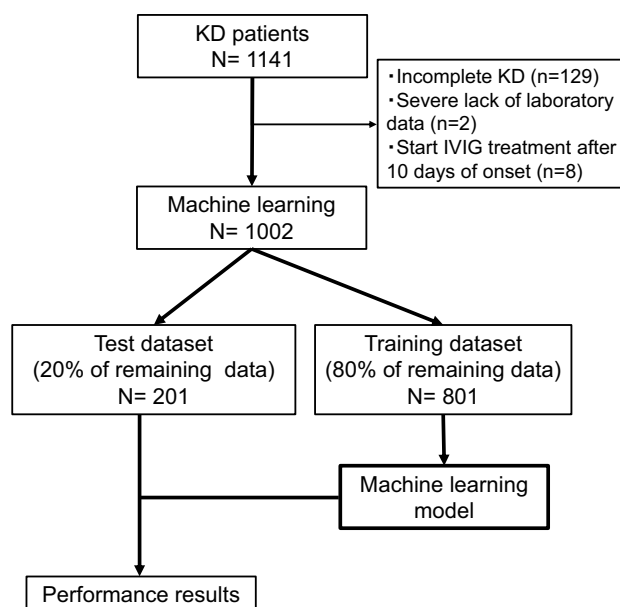 KD patients
N= 1141
・Incomplete KD (n=129)
・Severe lack of laboratory
data (n=2)
・Start IVIG treatment after
10 days of onset (n=8)
Machine learning
N= 1002
Test dataset
(20% of remaining  data)
N= 201
Training dataset
(80% of remaining data)
N= 801
Machine learning
model
Performance results